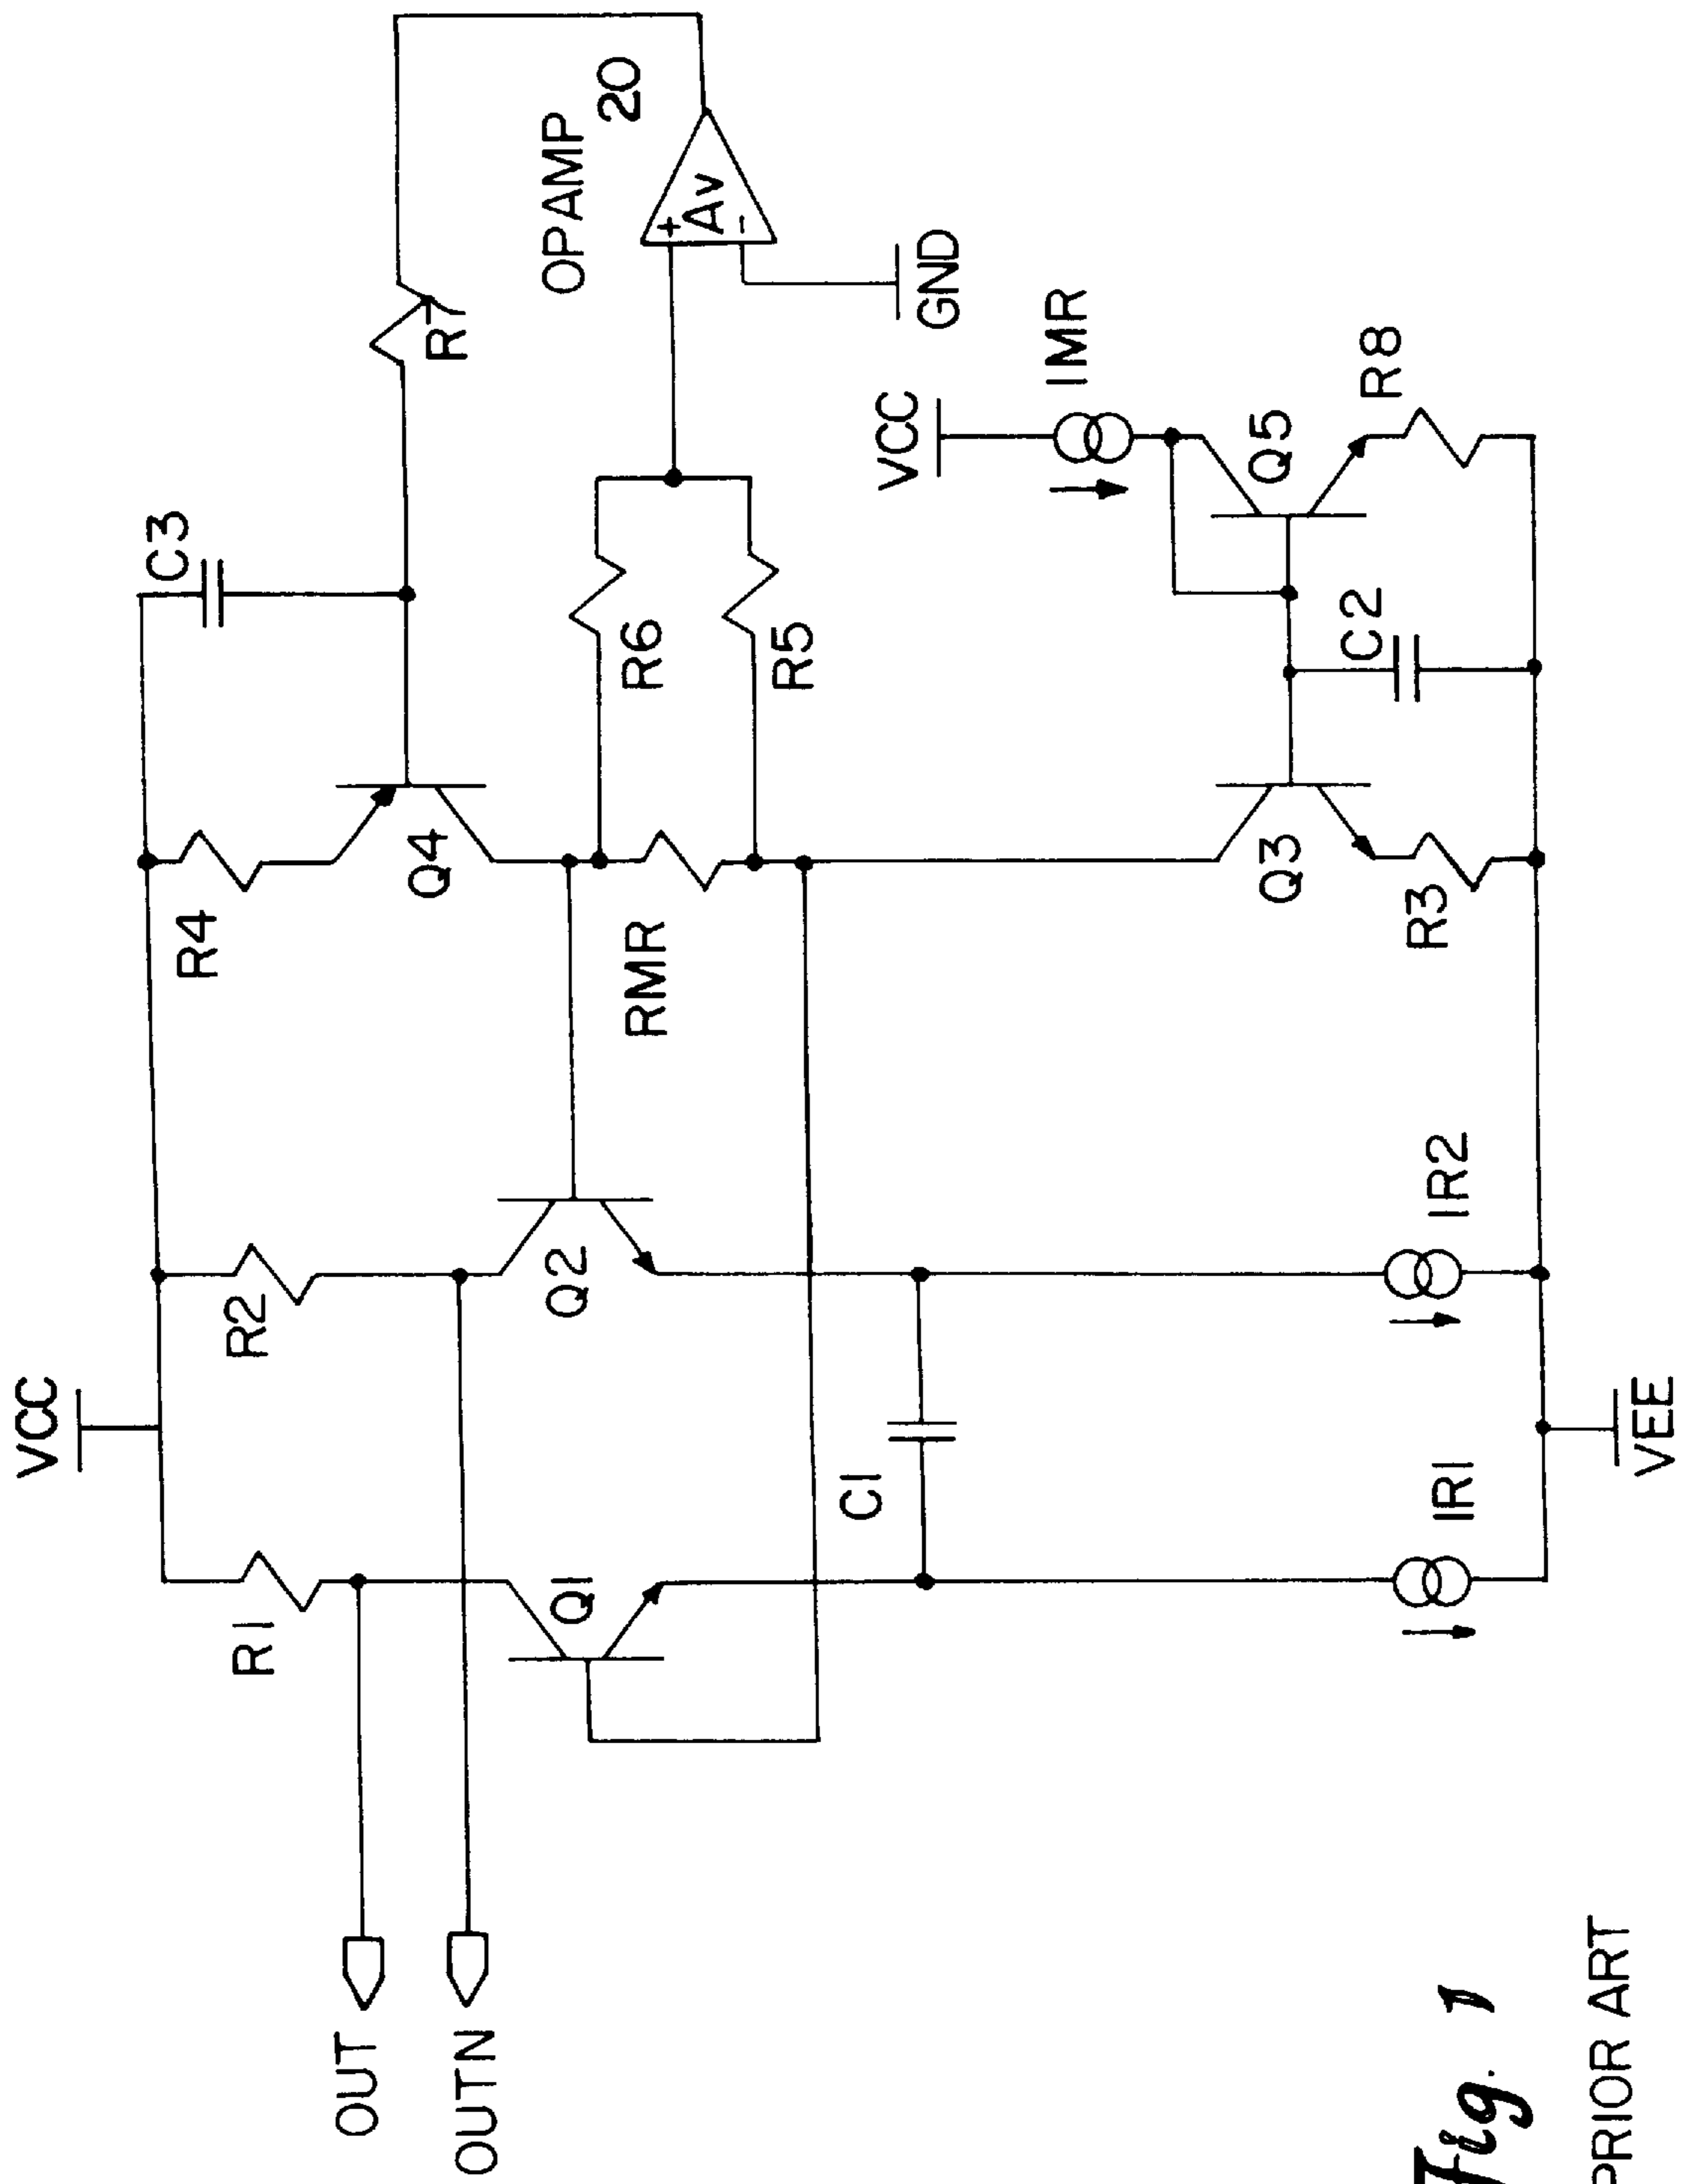 VCC
R1
R2
R4
C3
R7
OUT
OUTN
Q1
Q2
Q4
OPAMP
20
+
Av
-
RMR
R6
R5
GND
C1
VCC
IMR
Q3
Q5
C2
R3
R8
IR1
IR2
VEE
Fig. 1
PRIOR ART